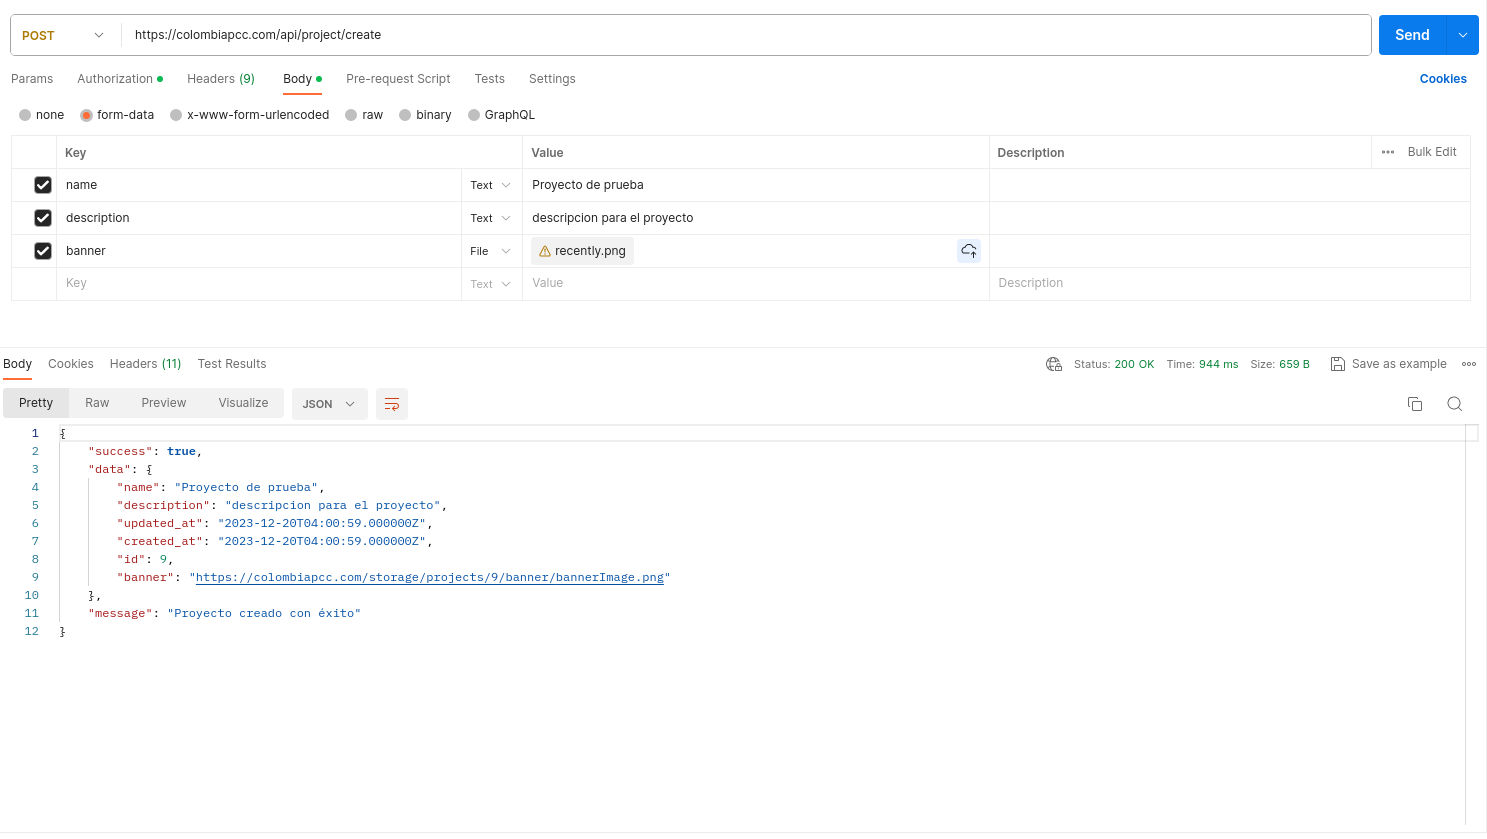 POST https://colombiapcc.com/api/project/create Send
Params Authorization Headers (9) Body Pre-request Script Tests Settings Cookies
none form-data x-www-form-urlencoded raw binary GraphQL
Key Value Description ••• Bulk Edit
name Text Proyecto de prueba
description Text descripcion para el proyecto
banner File recently.png
Key Text Value Description
Body Cookies Headers (11) Test Results Status: 200 OK Time: 944 ms Size: 659 B Save as example
Pretty Raw Preview Visualize JSON
1 {
2 "success": true,
3 "data": {
4 "name": "Proyecto de prueba",
5 "description": "descripcion para el proyecto",
6 "updated_at": "2023-12-20T04:00:59.000000Z",
7 "created_at": "2023-12-20T04:00:59.000000Z",
8 "id": 9,
9 "banner": "https://colombiapcc.com/storage/projects/9/banner/bannerImage.png"
10 },
11 "message": "Proyecto creado con éxito"
12 }